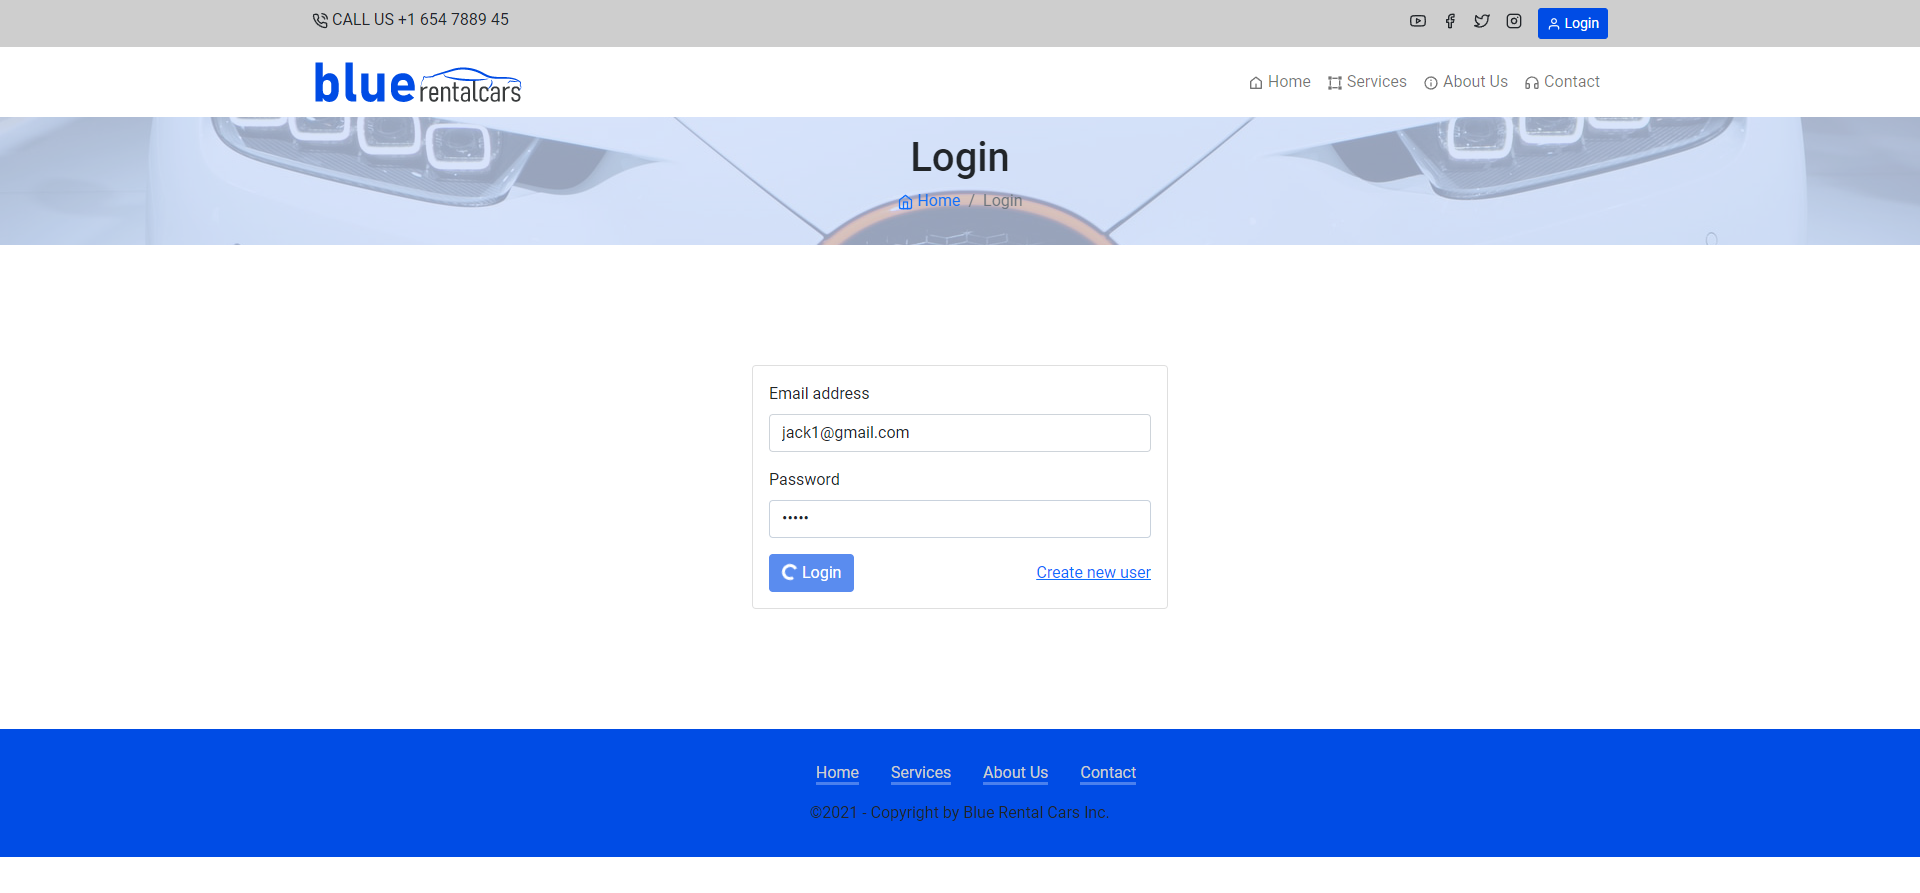 CALL US +1 654 7889 45
Login
blue rentalcars
Home Services About Us Contact
Login
Home / Login
Email address
jack1@gmail.com
Password
•••••
Login
Create new user
Home Services About Us Contact
©2021 - Copyright by Blue Rental Cars Inc.